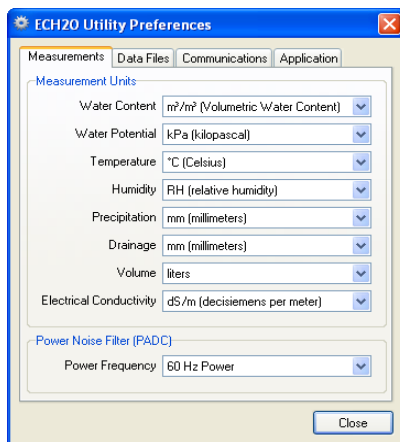 ECH2O Utility Preferences
Measurements Data Files Communications Application
Measurement Units
Water Content m³/m³ (Volumetric Water Content)
Water Potential kPa (kilopascal)
Temperature °C (Celsius)
Humidity RH (relative humidity)
Precipitation mm (millimeters)
Drainage mm (millimeters)
Volume liters
Electrical Conductivity dS/m (decisiemens per meter)
Power Noise Filter (PADC)
Power Frequency 60 Hz Power
Close